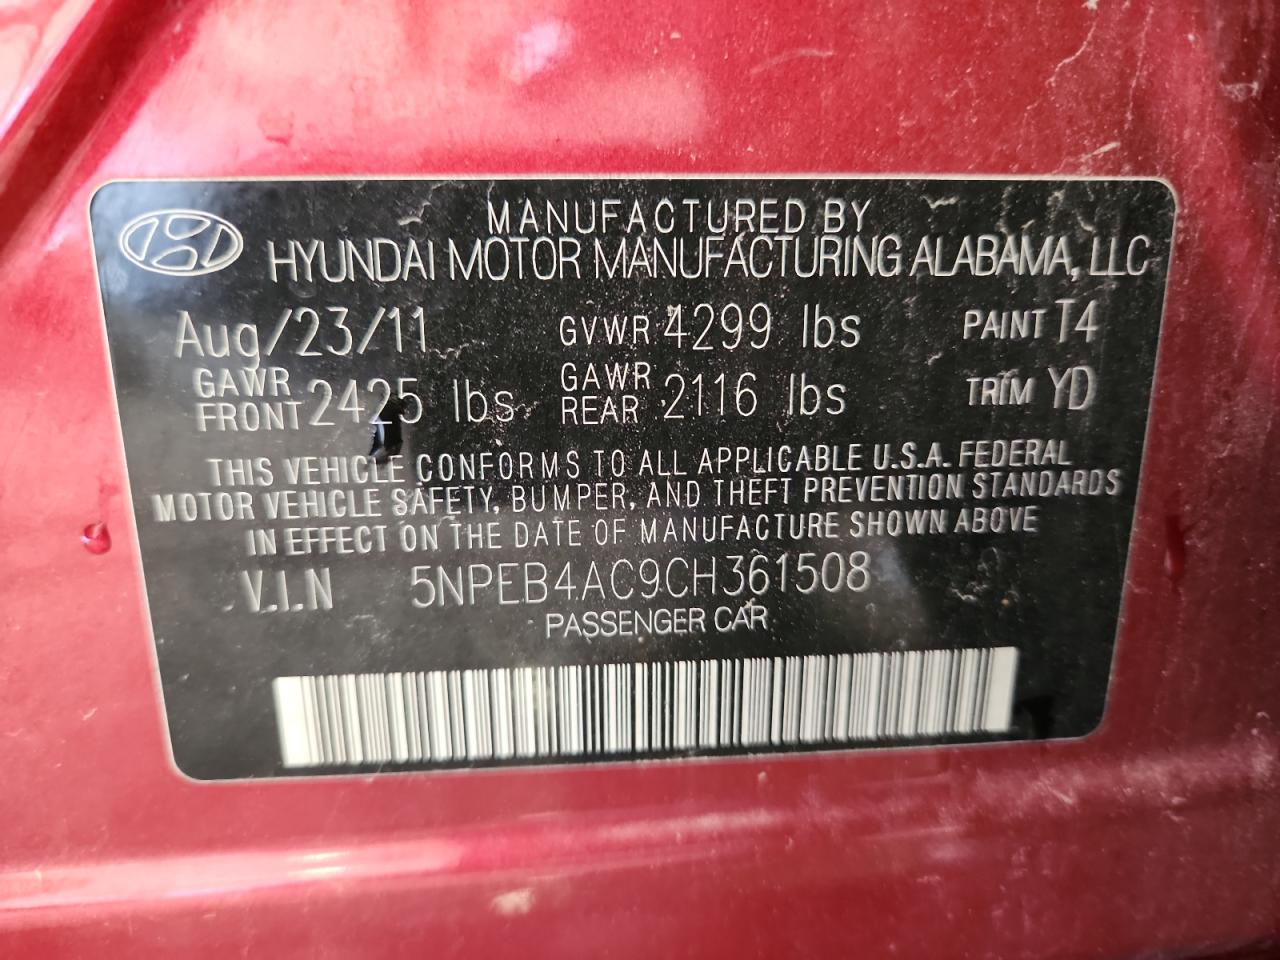 MANUFACTURED BY
HYUNDAI MOTOR MANUFACTURING ALABAMA, LLC
Aug/23/11 GVWR 4299 lbs PAINT T4
GAWR FRONT 2425 lbs GAWR REAR 2116 lbs TRIM YD
THIS VEHICLE CONFORMS TO ALL APPLICABLE U.S.A. FEDERAL
MOTOR VEHICLE SAFETY, BUMPER, AND THEFT PREVENTION STANDARDS
IN EFFECT ON THE DATE OF MANUFACTURE SHOWN ABOVE
V.I.N 5NPEB4AC9CH361508
PASSENGER CAR